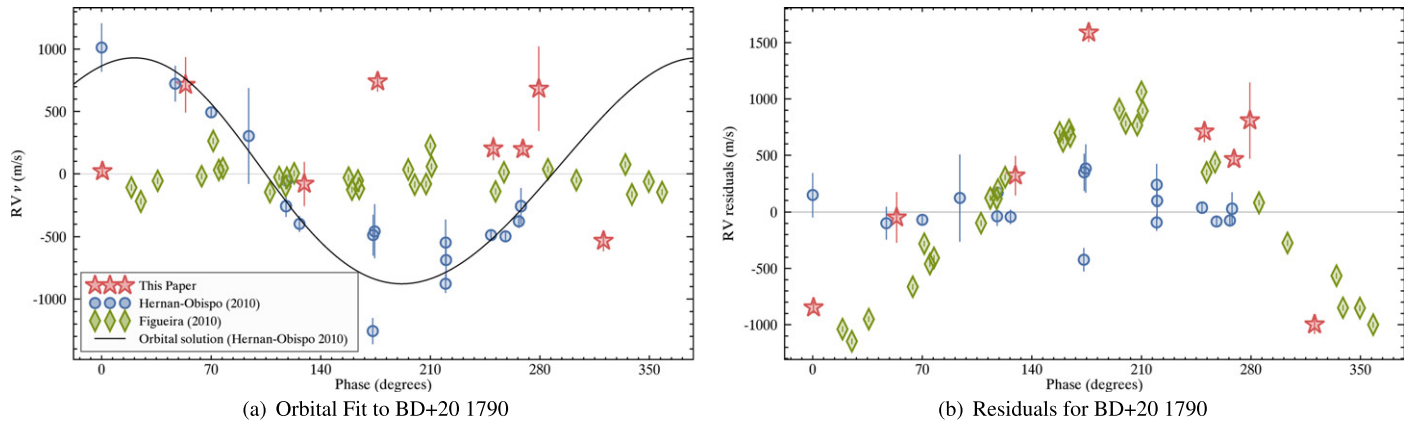 1000
500
0
-500
-1000
RV ν (m/s)
This Paper
Hernan-Obispo (2010)
Figueira (2010)
Orbital solution (Hernan-Obispo 2010)
0 70 140 210 280 350
Phase (degrees)
(a) Orbital Fit to BD+20 1790
1500
1000
500
0
-500
-1000
RV residuals (m/s)
0 70 140 210 280 350
Phase (degrees)
(b) Residuals for BD+20 1790